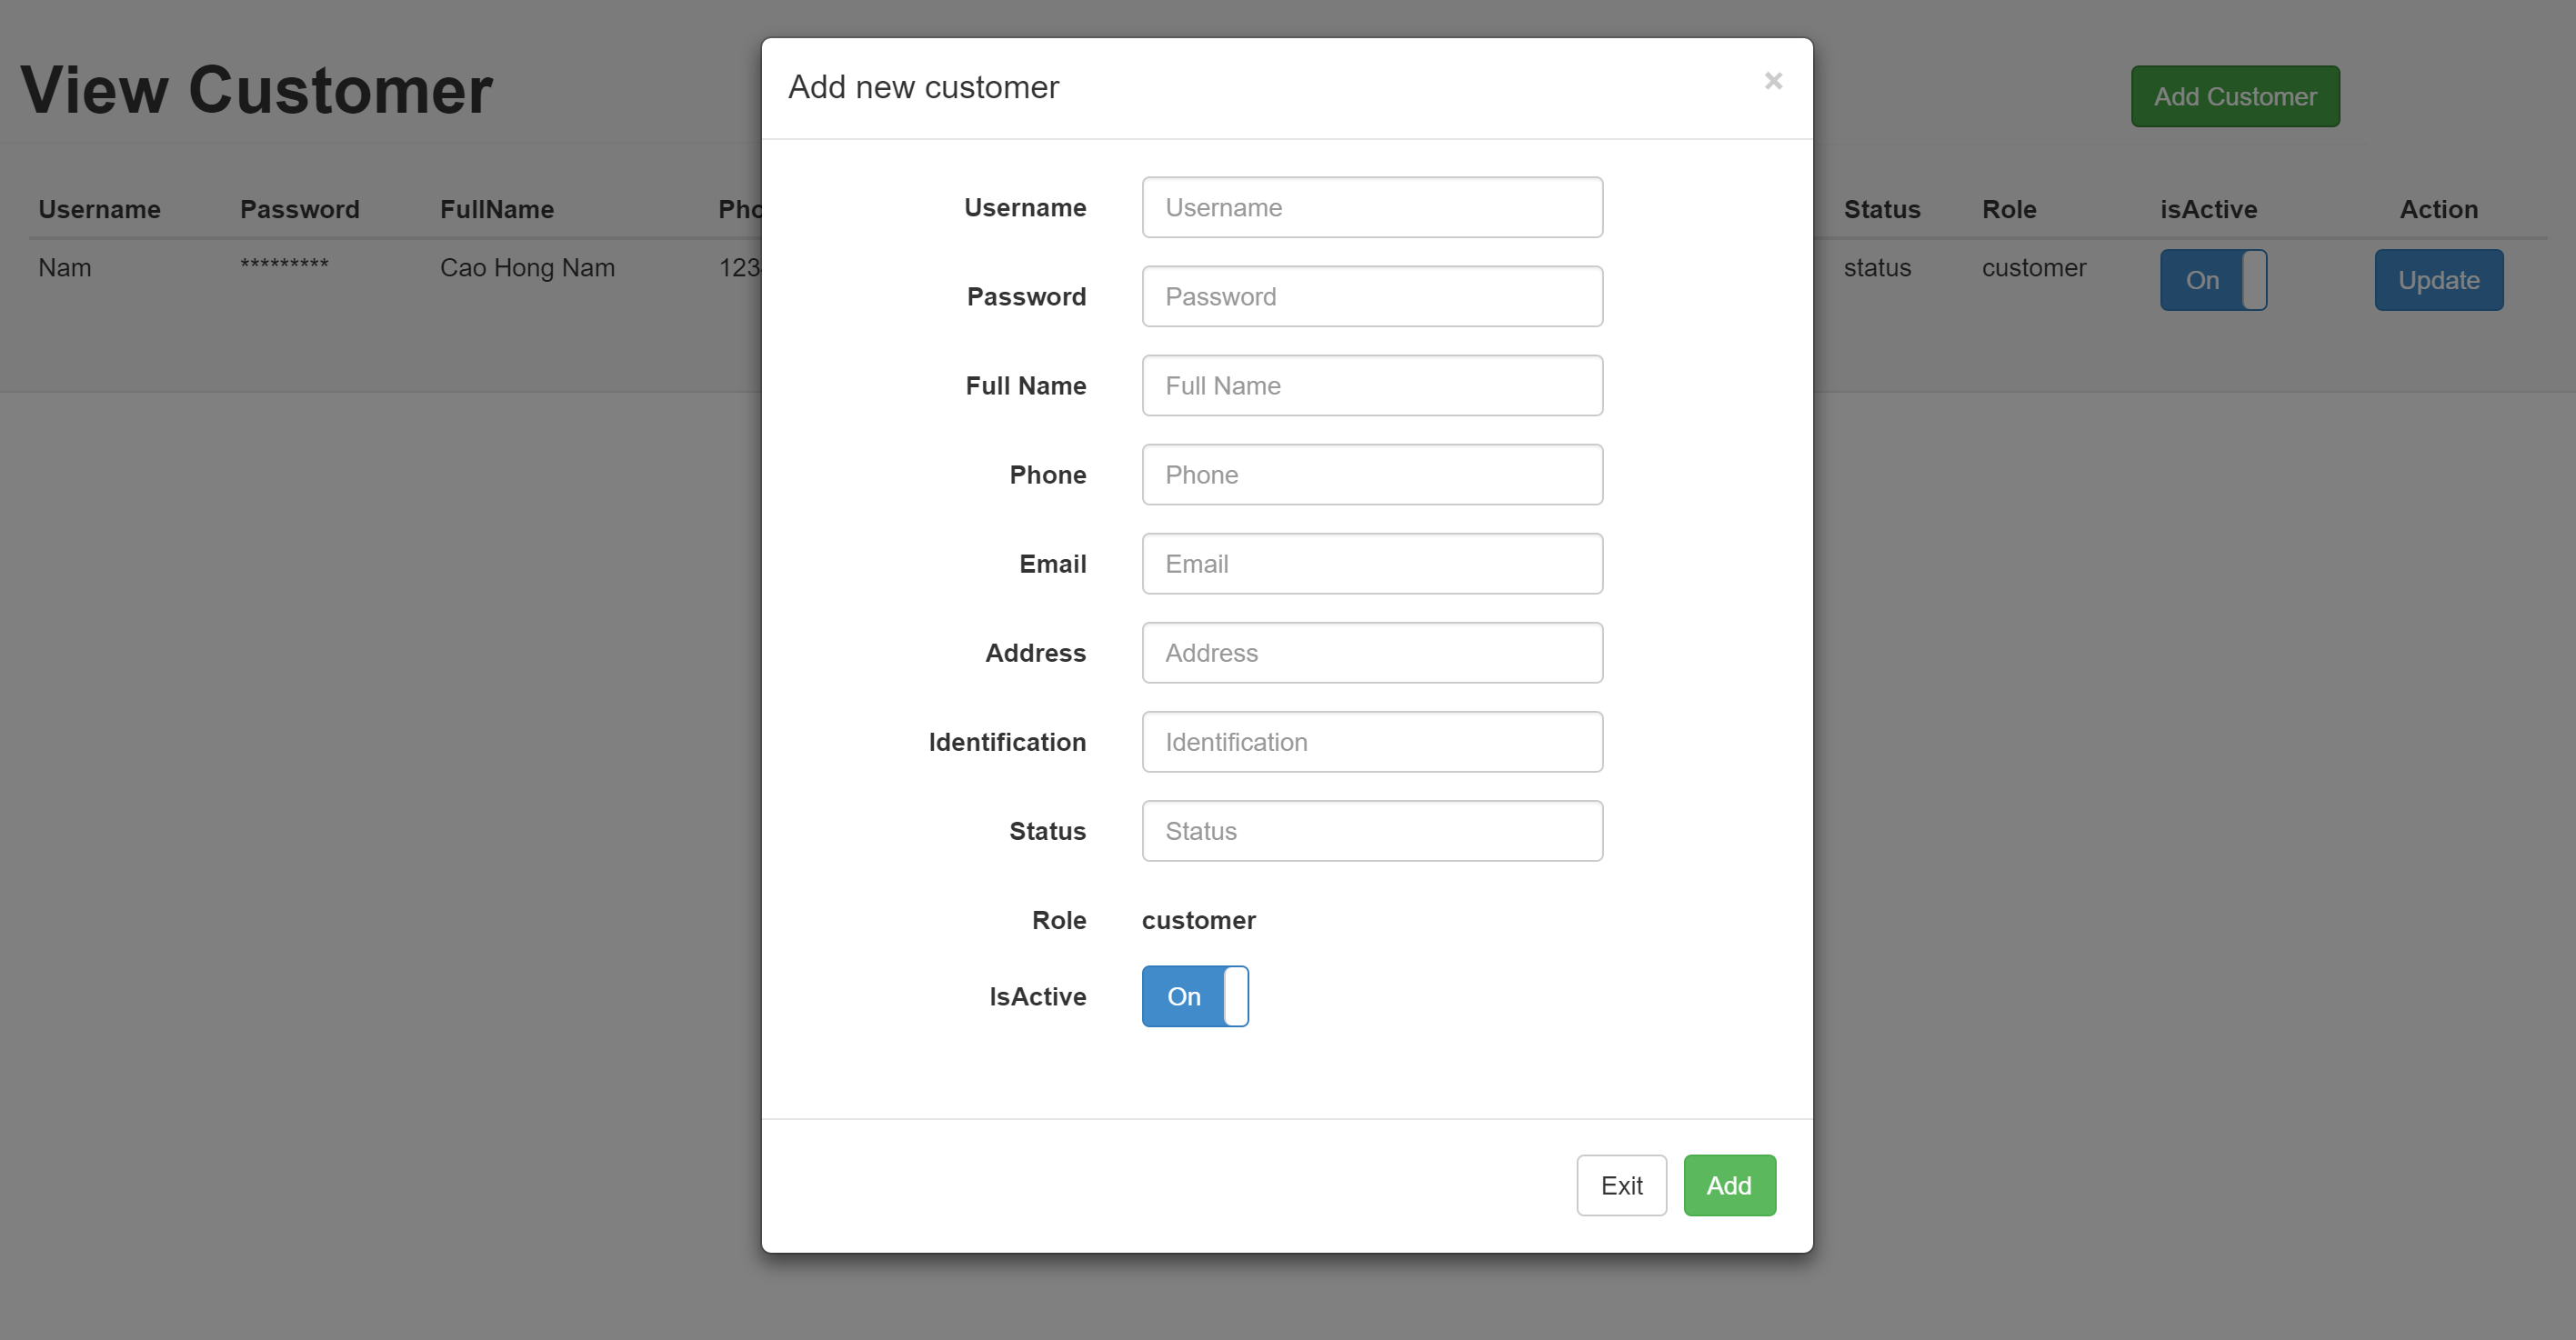 View Customer
Add Customer
Username Password FullName Pho Status Role isActive Action
Nam ********* Cao Hong Nam 123 status customer On Update
Add new customer ×
Username Username
Password Password
Full Name Full Name
Phone Phone
Email Email
Address Address
Identification Identification
Status Status
Role customer
IsActive On
Exit Add